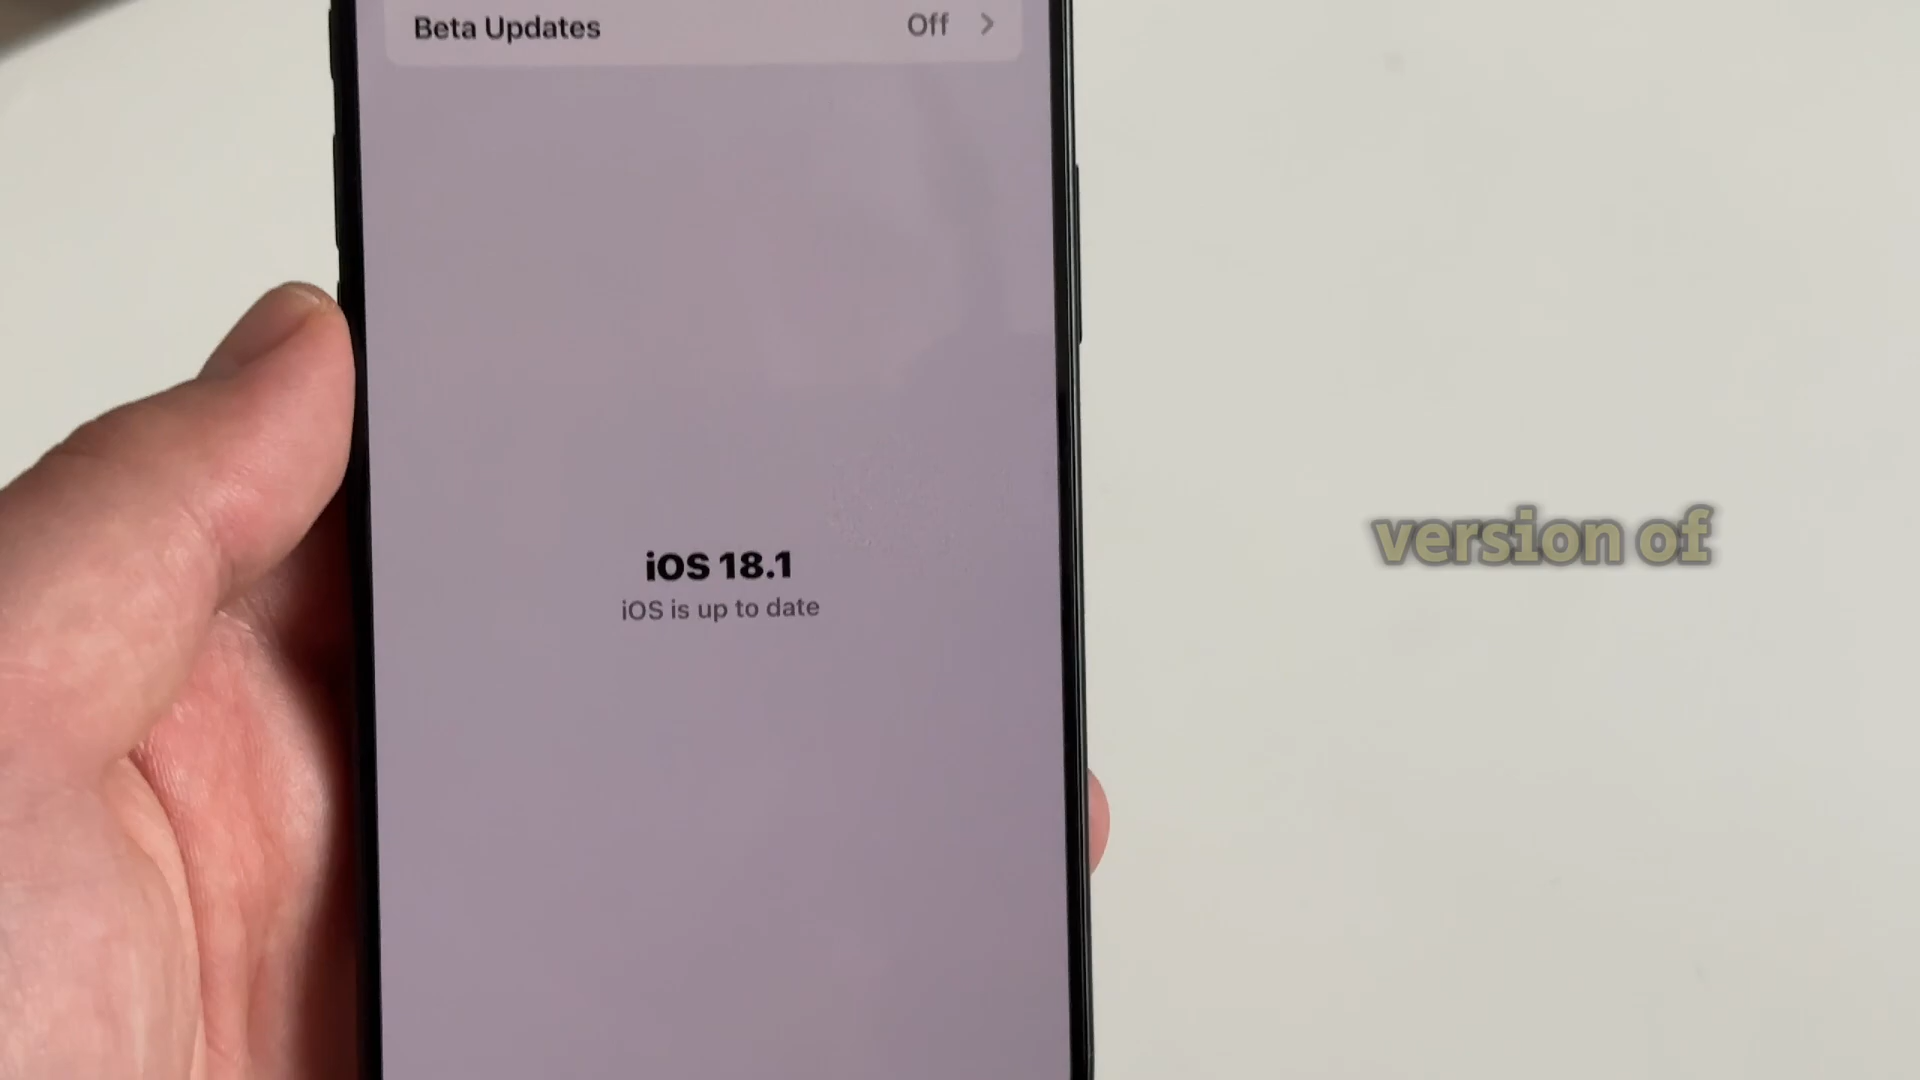 Beta Updates Off
iOS 18.1
iOS is up to date
version of